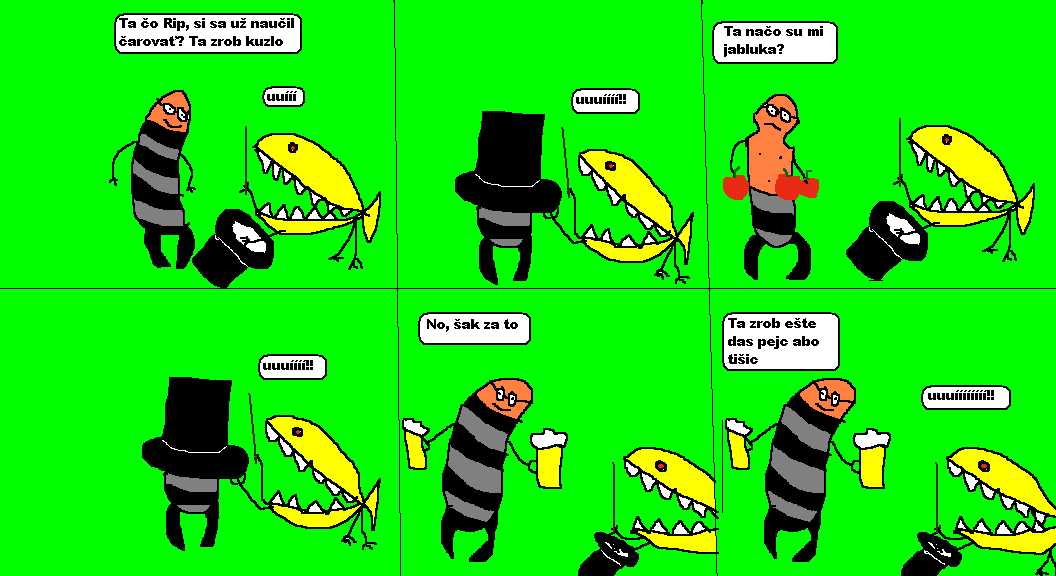 Ta čo Rip, si sa už naučil
čarovať? Ta zrob kuzlo
uuííí
uuuíííí!!
Ta načo su mi
jabluka?
uuuíííí!!
No, šak za to
Ta zrob ešte
das pejc abo
tišic
uuuíííííííí!!